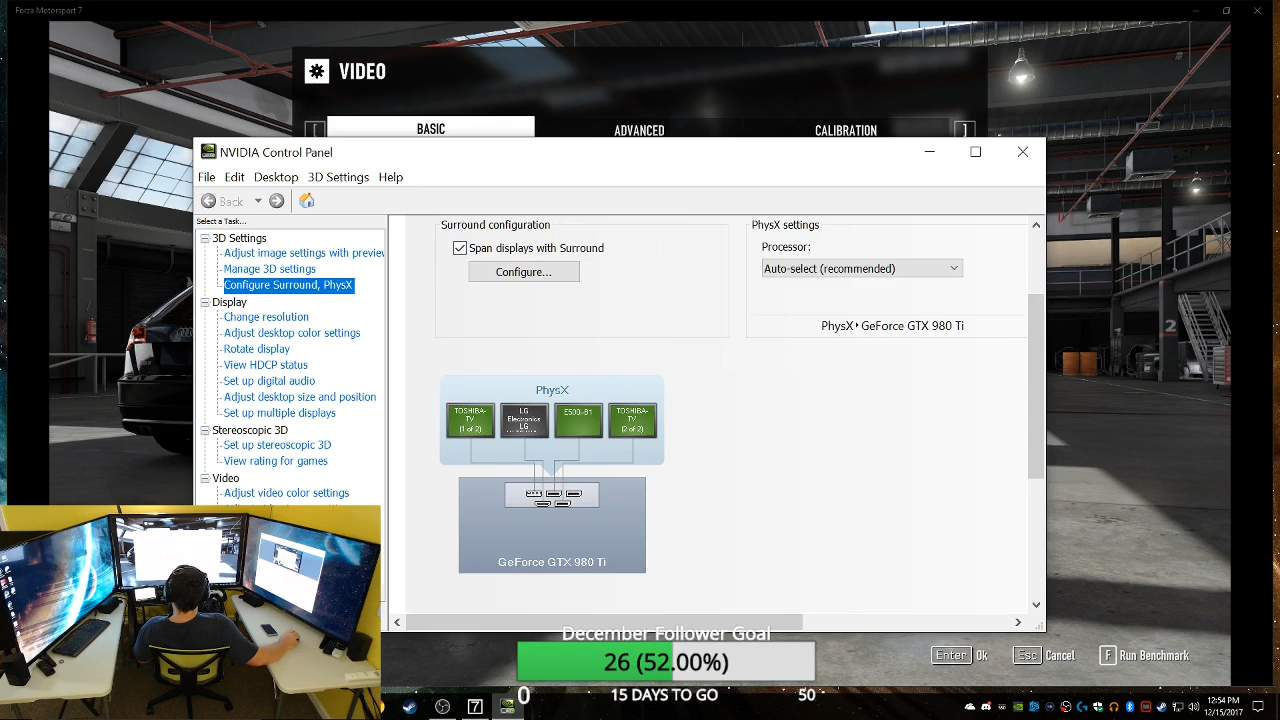 Forza Motorsport 7
VIDEO
BASIC
ADVANCED
CALIBRATION
NVIDIA Control Panel
File Edit Desktop 3D Settings Help
Back
Select a Task...
3D Settings
Adjust image settings with preview
Manage 3D settings
Configure Surround, PhysX
Display
Change resolution
Adjust desktop color settings
Rotate display
View HDCP status
Set up digital audio
Adjust desktop size and position
Set up multiple displays
Stereoscopic 3D
Set up stereoscopic 3D
View rating for games
Video
Adjust video color settings
Surround configuration
Span displays with Surround
Configure...
PhysX settings
Processor:
Auto-select (recommended)
PhysX GeForce GTX 980 Ti
PhysX
TOSHIBA-
TV
(1 of 2)
LG
Electronics
LG
E500-B1
TOSHIBA-
TV
(2 of 2)
GeForce GTX 980 Ti
1
2
December Follower Goal
26 (52.00%)
0
15 DAYS TO GO
50
Enter Ok
Esc Cancel
F Run Benchmark
7
12:54 PM
12/15/2017